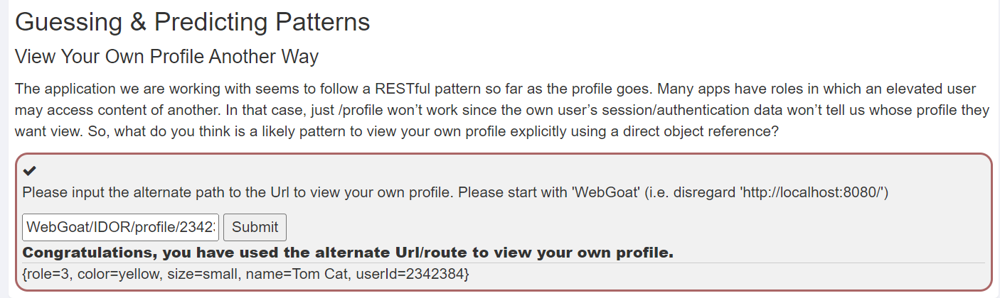 Guessing & Predicting Patterns
View Your Own Profile Another Way
The application we are working with seems to follow a RESTful pattern so far as the profile goes. Many apps have roles in which an elevated user
may access content of another. In that case, just /profile won’t work since the own user’s session/authentication data won’t tell us whose profile they
want view. So, what do you think is a likely pattern to view your own profile explicitly using a direct object reference?
Please input the alternate path to the Url to view your own profile. Please start with 'WebGoat' (i.e. disregard 'http://localhost:8080/')
WebGoat/IDOR/profile/2342 Submit
Congratulations, you have used the alternate Url/route to view your own profile.
{role=3, color=yellow, size=small, name=Tom Cat, userId=2342384}